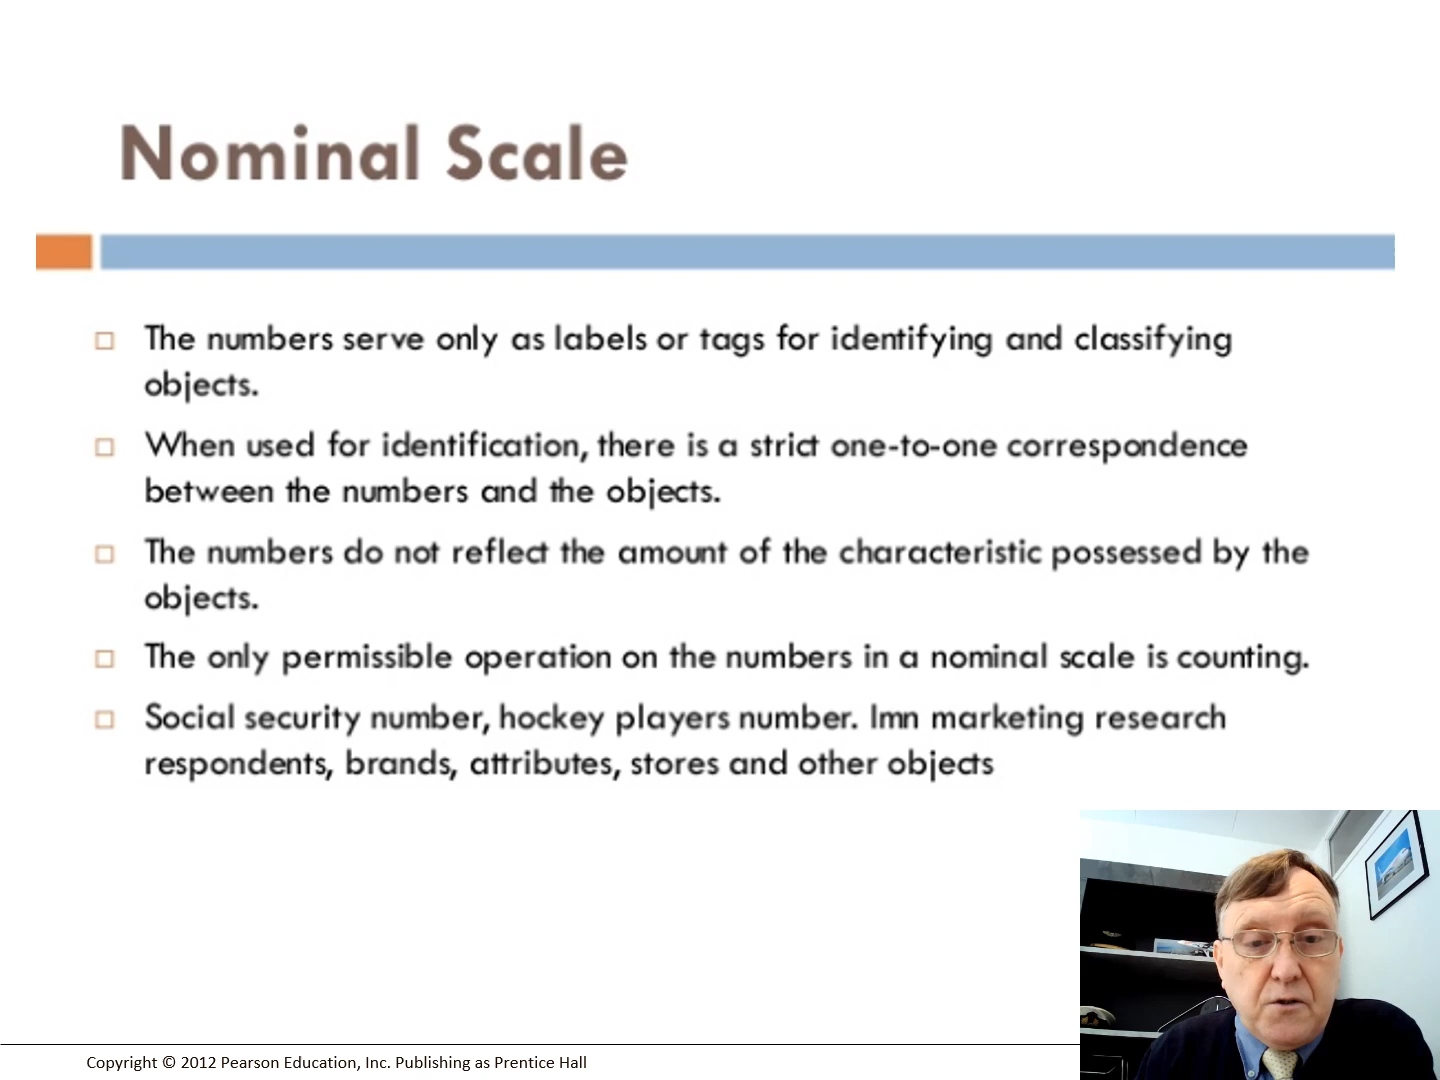 Nominal Scale
The numbers serve only as labels or tags for identifying and classifying
objects.
When used for identification, there is a strict one-to-one correspondence
between the numbers and the objects.
The numbers do not reflect the amount of the characteristic possessed by the
objects.
The only permissible operation on the numbers in a nominal scale is counting.
Social security number, hockey players number. Imn marketing research
respondents, brands, attributes, stores and other objects
Copyright © 2012 Pearson Education, Inc. Publishing as Prentice Hall